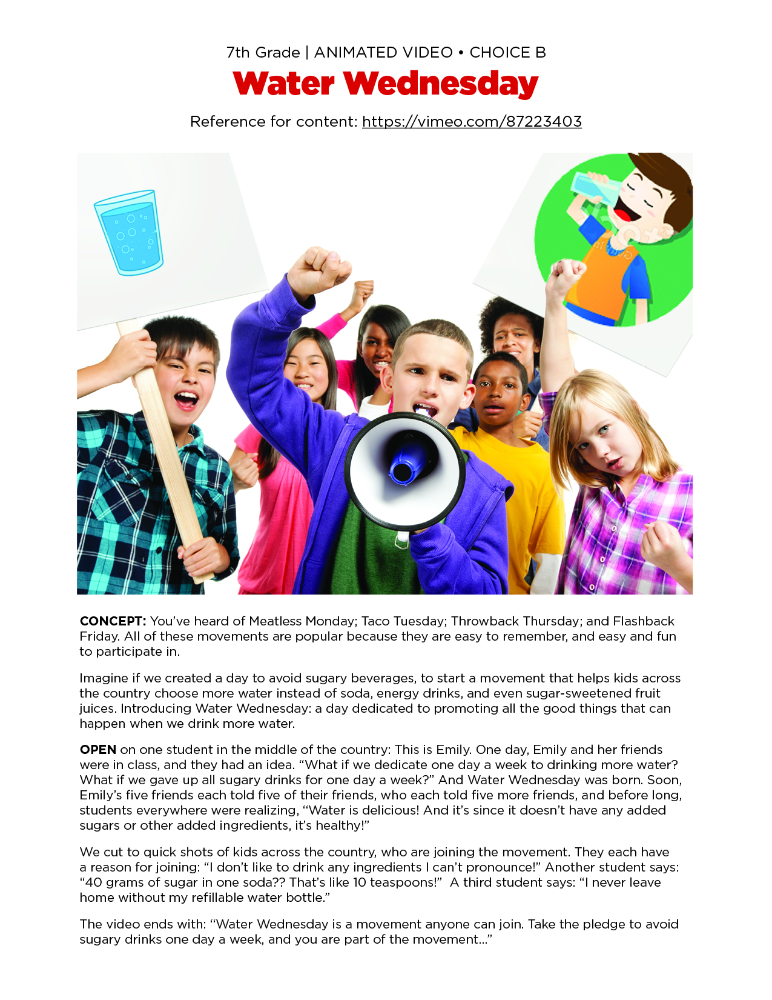 7th Grade | ANIMATED VIDEO • CHOICE B
Water Wednesday
Reference for content: https://vimeo.com/87223403
CONCEPT: You’ve heard of Meatless Monday; Taco Tuesday; Throwback Thursday; and Flashback
Friday. All of these movements are popular because they are easy to remember, and easy and fun
to participate in.
Imagine if we created a day to avoid sugary beverages, to start a movement that helps kids across
the country choose more water instead of soda, energy drinks, and even sugar-sweetened fruit
juices. Introducing Water Wednesday: a day dedicated to promoting all the good things that can
happen when we drink more water.
OPEN on one student in the middle of the country: This is Emily. One day, Emily and her friends
were in class, and they had an idea. “What if we dedicate one day a week to drinking more water?
What if we gave up all sugary drinks for one day a week?” And Water Wednesday was born. Soon,
Emily’s five friends each told five of their friends, who each told five more friends, and before long,
students everywhere were realizing, “Water is delicious! And it’s since it doesn’t have any added
sugars or other added ingredients, it’s healthy!”
We cut to quick shots of kids across the country, who are joining the movement. They each have
a reason for joining: “I don’t like to drink any ingredients I can’t pronounce!” Another student says:
“40 grams of sugar in one soda?? That’s like 10 teaspoons!”  A third student says: “I never leave
home without my refillable water bottle.”
The video ends with: “Water Wednesday is a movement anyone can join. Take the pledge to avoid
sugary drinks one day a week, and you are part of the movement...”